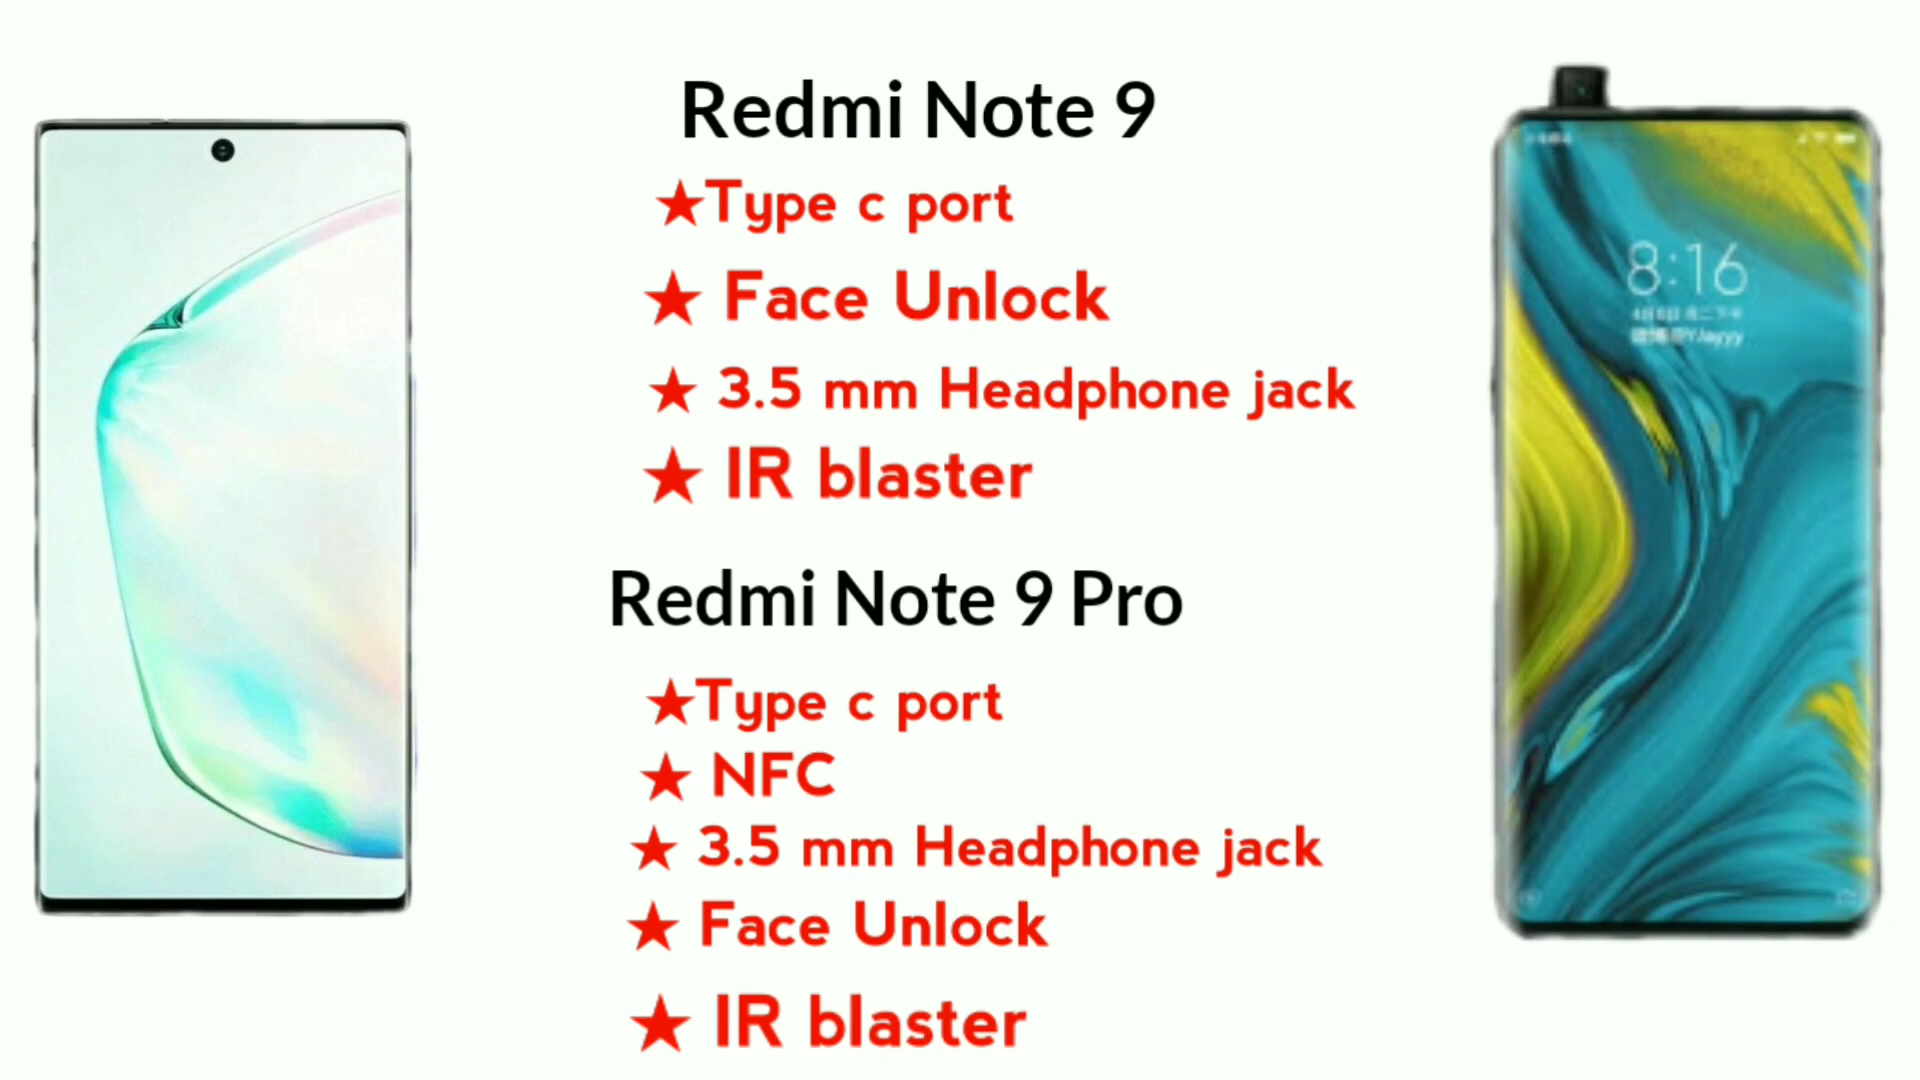 Redmi Note 9
★Type c port
★ Face Unlock
★ 3.5 mm Headphone jack
★ IR blaster
Redmi Note 9 Pro
★Type c port
★ NFC
★ 3.5 mm Headphone jack
★ Face Unlock
★ IR blaster
8:16